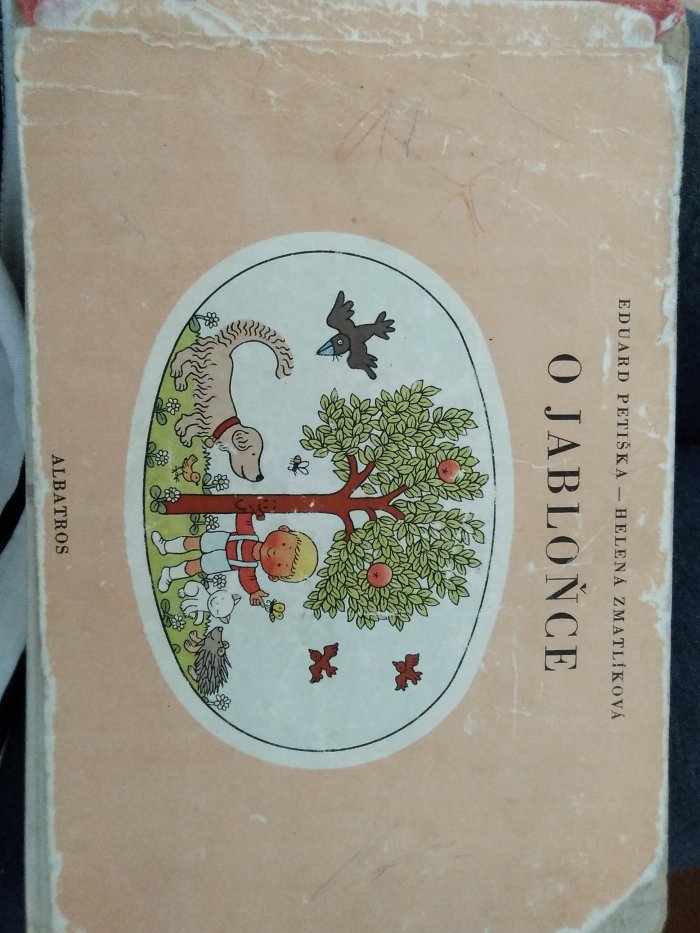 EDUARD PETIŠKA – HELENA ZMATLÍKOVÁ
O JABLOŇCE
ALBATROS